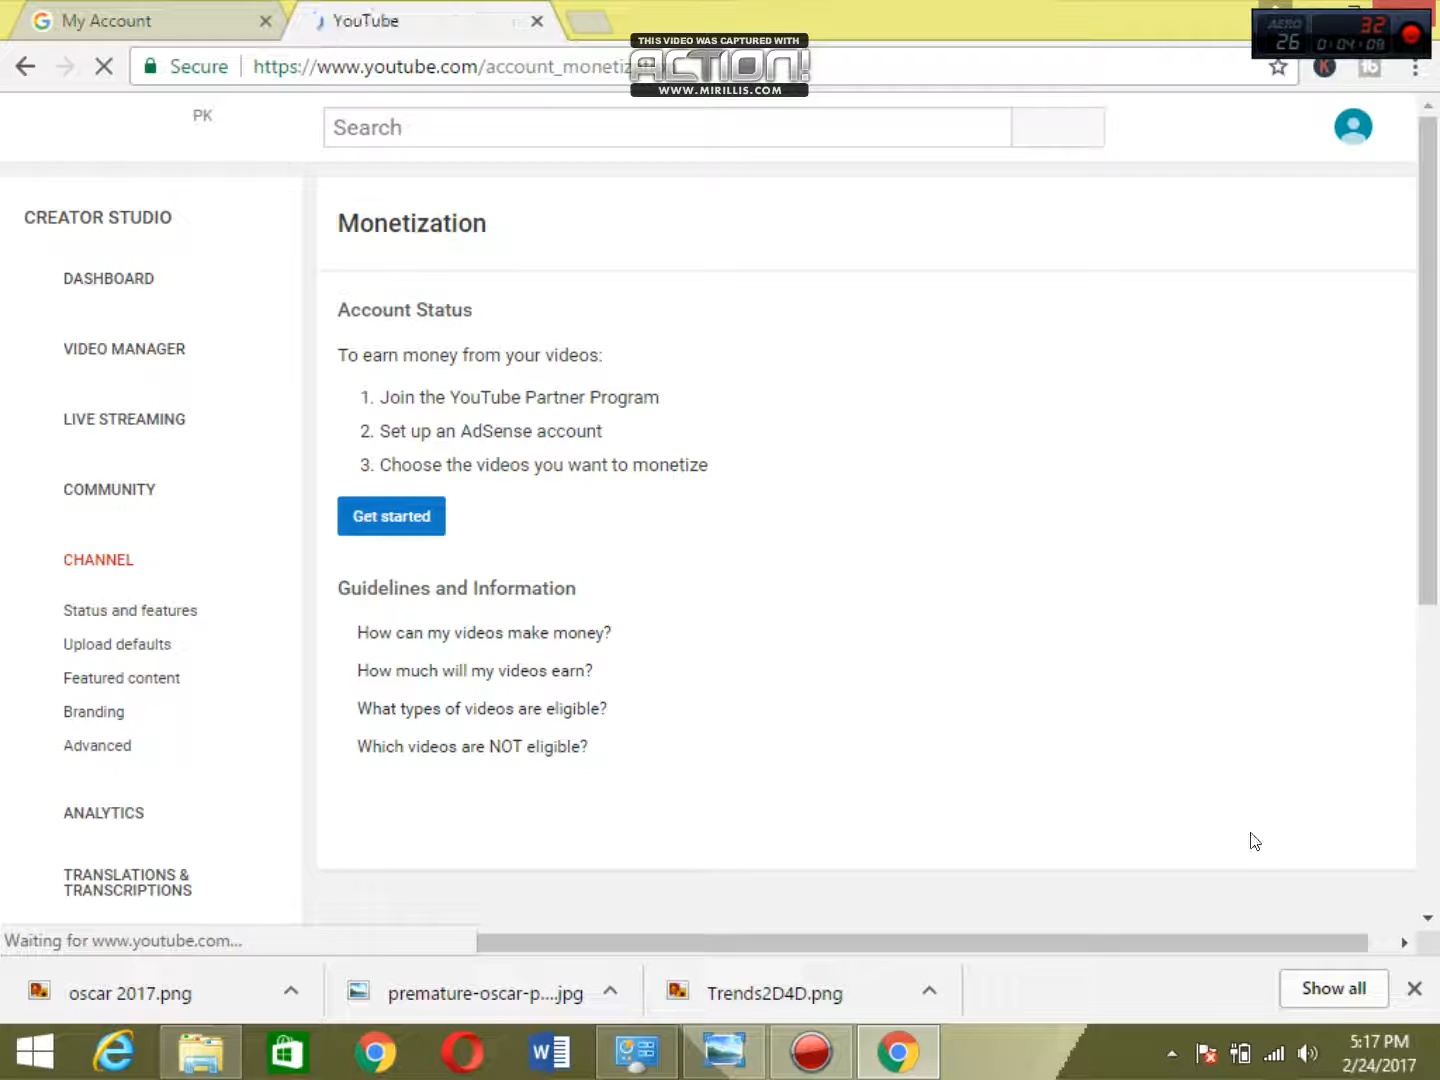 My Account
YouTube
THIS VIDEO WAS CAPTURED WITH
ACTION!
WWW.MIRILLIS.COM
AERO
26
32
0:04:08
Secure
https://www.youtube.com/account_moneti
PK
Search
CREATOR STUDIO
DASHBOARD
VIDEO MANAGER
LIVE STREAMING
COMMUNITY
CHANNEL
Status and features
Upload defaults
Featured content
Branding
Advanced
ANALYTICS
TRANSLATIONS &
TRANSCRIPTIONS
Monetization
Account Status
To earn money from your videos:
1. Join the YouTube Partner Program
2. Set up an AdSense account
3. Choose the videos you want to monetize
Get started
Guidelines and Information
How can my videos make money?
How much will my videos earn?
What types of videos are eligible?
Which videos are NOT eligible?
Waiting for www.youtube.com...
oscar 2017.png
premature-oscar-p....jpg
Trends2D4D.png
Show all
5:17 PM
2/24/2017